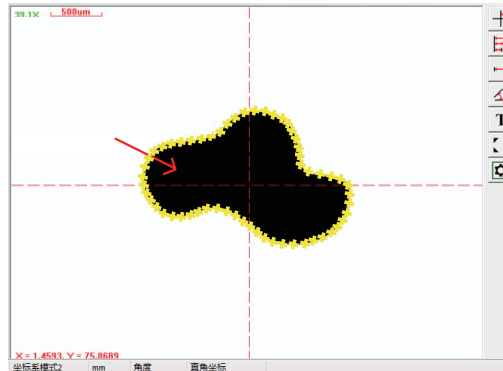 39.1X 500um
T
X = 1.4593, Y = 75.8689
坐标系模式2 mm 角度 直角坐标